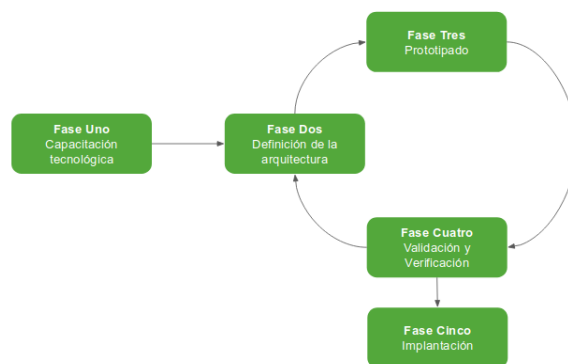 Fase Tres
Prototipado
Fase Uno
Capacitación
tecnológica
Fase Dos
Definición de la
arquitectura
Fase Cuatro
Validación y
Verificación
Fase Cinco
Implantación